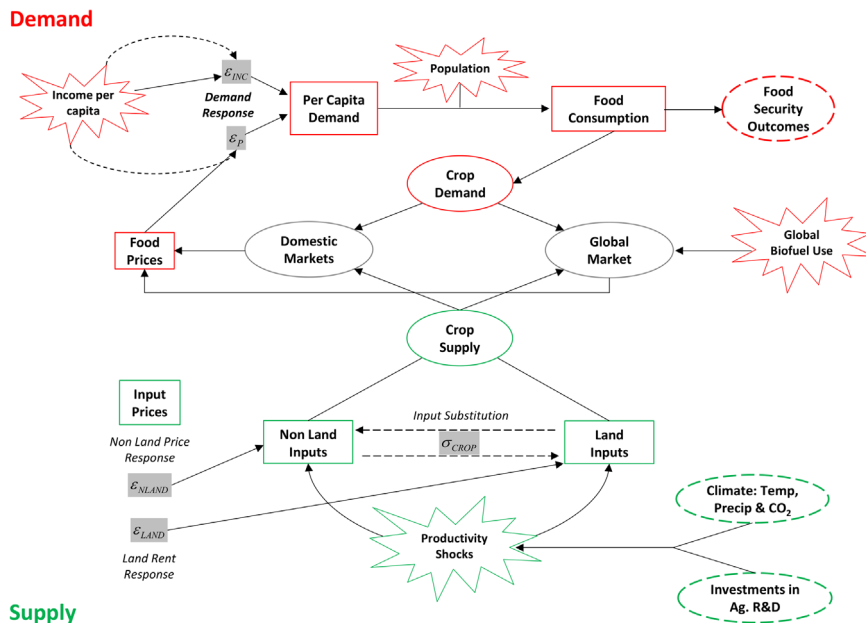 Demand
Income per
capita
ε_INC
Demand
Response
ε_P
Per Capita
Demand
Population
Food
Consumption
Food
Security
Outcomes
Crop
Demand
Food
Prices
Domestic
Markets
Global
Market
Global
Biofuel Use
Crop
Supply
Input
Prices
Non Land Price
Response
ε_NLAND
ε_LAND
Land Rent
Response
Non Land
Inputs
Input Substitution
σ_CROP
Land
Inputs
Productivity
Shocks
Climate: Temp,
Precip & CO₂
Investments in
Ag. R&D
Supply